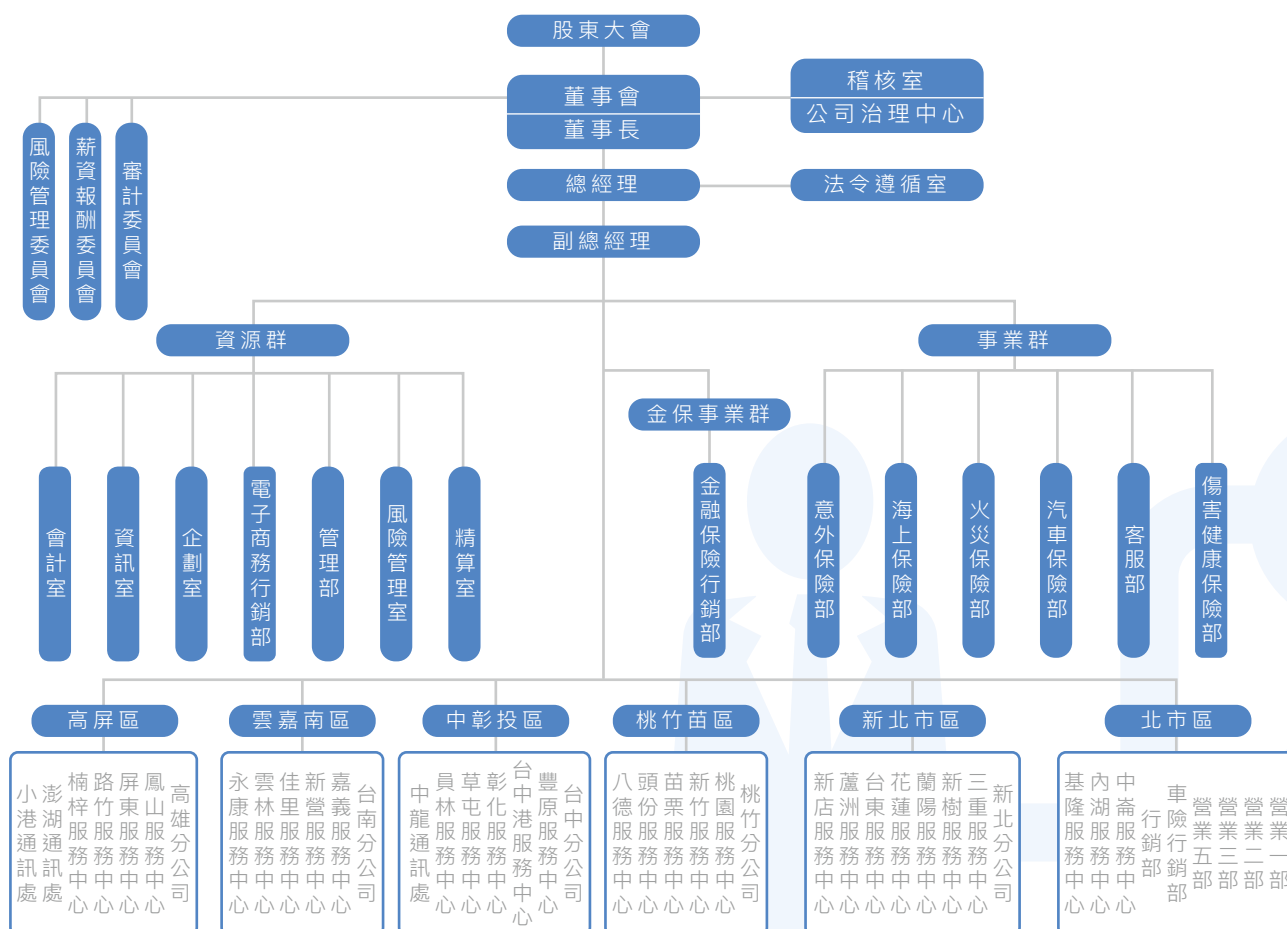 股東大會
董事會
董事長
稽核室
公司治理中心
總經理
法令遵循室
副總經理
風險管理委員會
薪資報酬委員會
審計委員會
資源群
事業群
金保事業群
會計室
資訊室
企劃室
電子商務行銷部
管理部
風險管理室
精算室
金融保險行銷部
意外保險部
海上保險部
火災保險部
汽車保險部
客服部
傷害健康保險部
高屏區
雲嘉南區
中彰投區
桃竹苗區
新北市區
北市區
小港通訊處
澎湖通訊處
楠梓服務中心
路竹服務中心
屏東服務中心
鳳山服務中心
高雄分公司
永康服務中心
雲林服務中心
佳里服務中心
新營服務中心
嘉義服務中心
台南分公司
中龍通訊處
員林服務中心
草屯服務中心
彰化服務中心
台中港服務中心
豐原服務中心
台中分公司
八德服務中心
頭份服務中心
苗栗服務中心
新竹服務中心
桃園服務中心
桃竹分公司
新店服務中心
蘆洲服務中心
台東服務中心
花蓮服務中心
蘭陽服務中心
新樹服務中心
三重服務中心
新北分公司
基隆服務中心
內湖服務中心
中崙服務中心
行銷部
車險行銷部
營業五部
營業三部
營業二部
營業一部